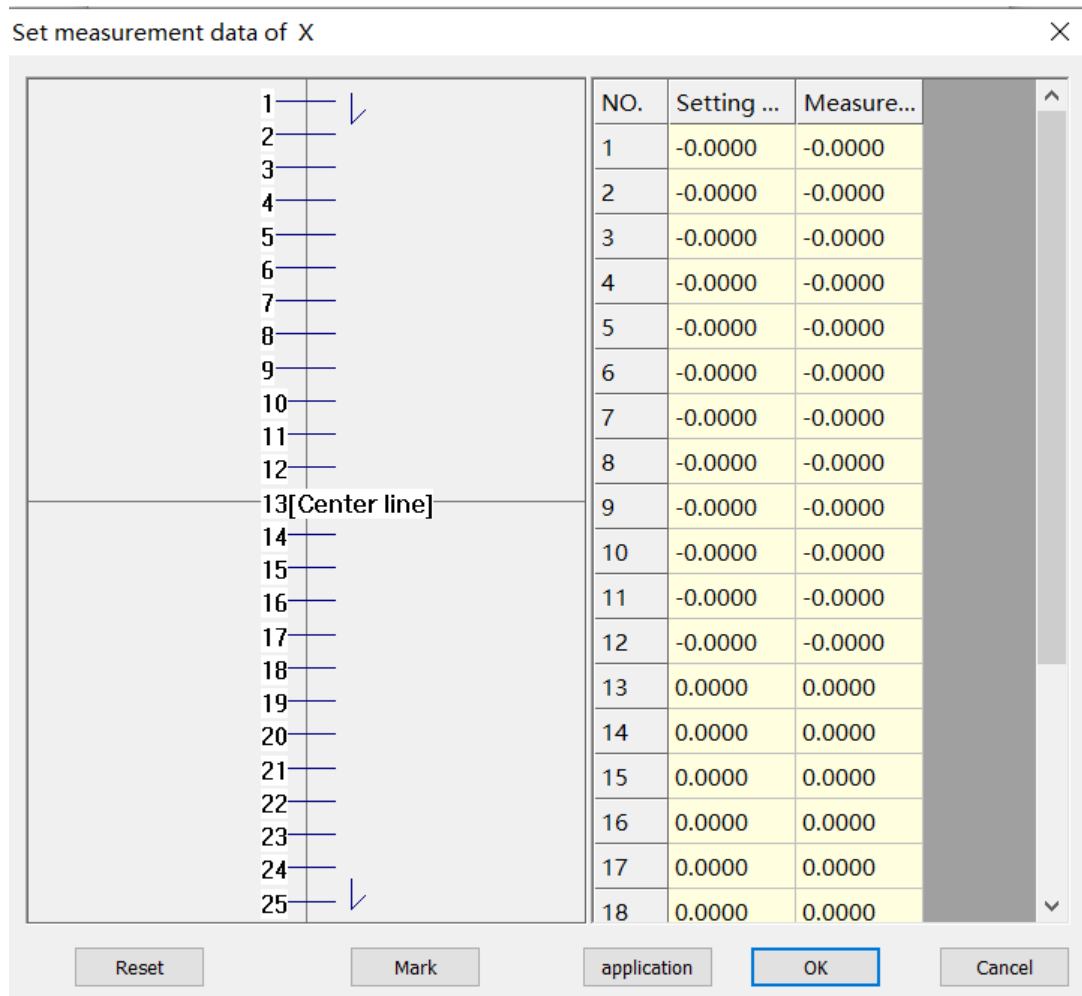 Set measurement data of X
1
2
3
4
5
6
7
8
9
10
11
12
13[Center line]
14
15
16
17
18
19
20
21
22
23
24
25
NO. Setting ... Measure...
1 -0.0000 -0.0000
2 -0.0000 -0.0000
3 -0.0000 -0.0000
4 -0.0000 -0.0000
5 -0.0000 -0.0000
6 -0.0000 -0.0000
7 -0.0000 -0.0000
8 -0.0000 -0.0000
9 -0.0000 -0.0000
10 -0.0000 -0.0000
11 -0.0000 -0.0000
12 -0.0000 -0.0000
13 0.0000 0.0000
14 0.0000 0.0000
15 0.0000 0.0000
16 0.0000 0.0000
17 0.0000 0.0000
18 0.0000 0.0000
Reset Mark application OK Cancel